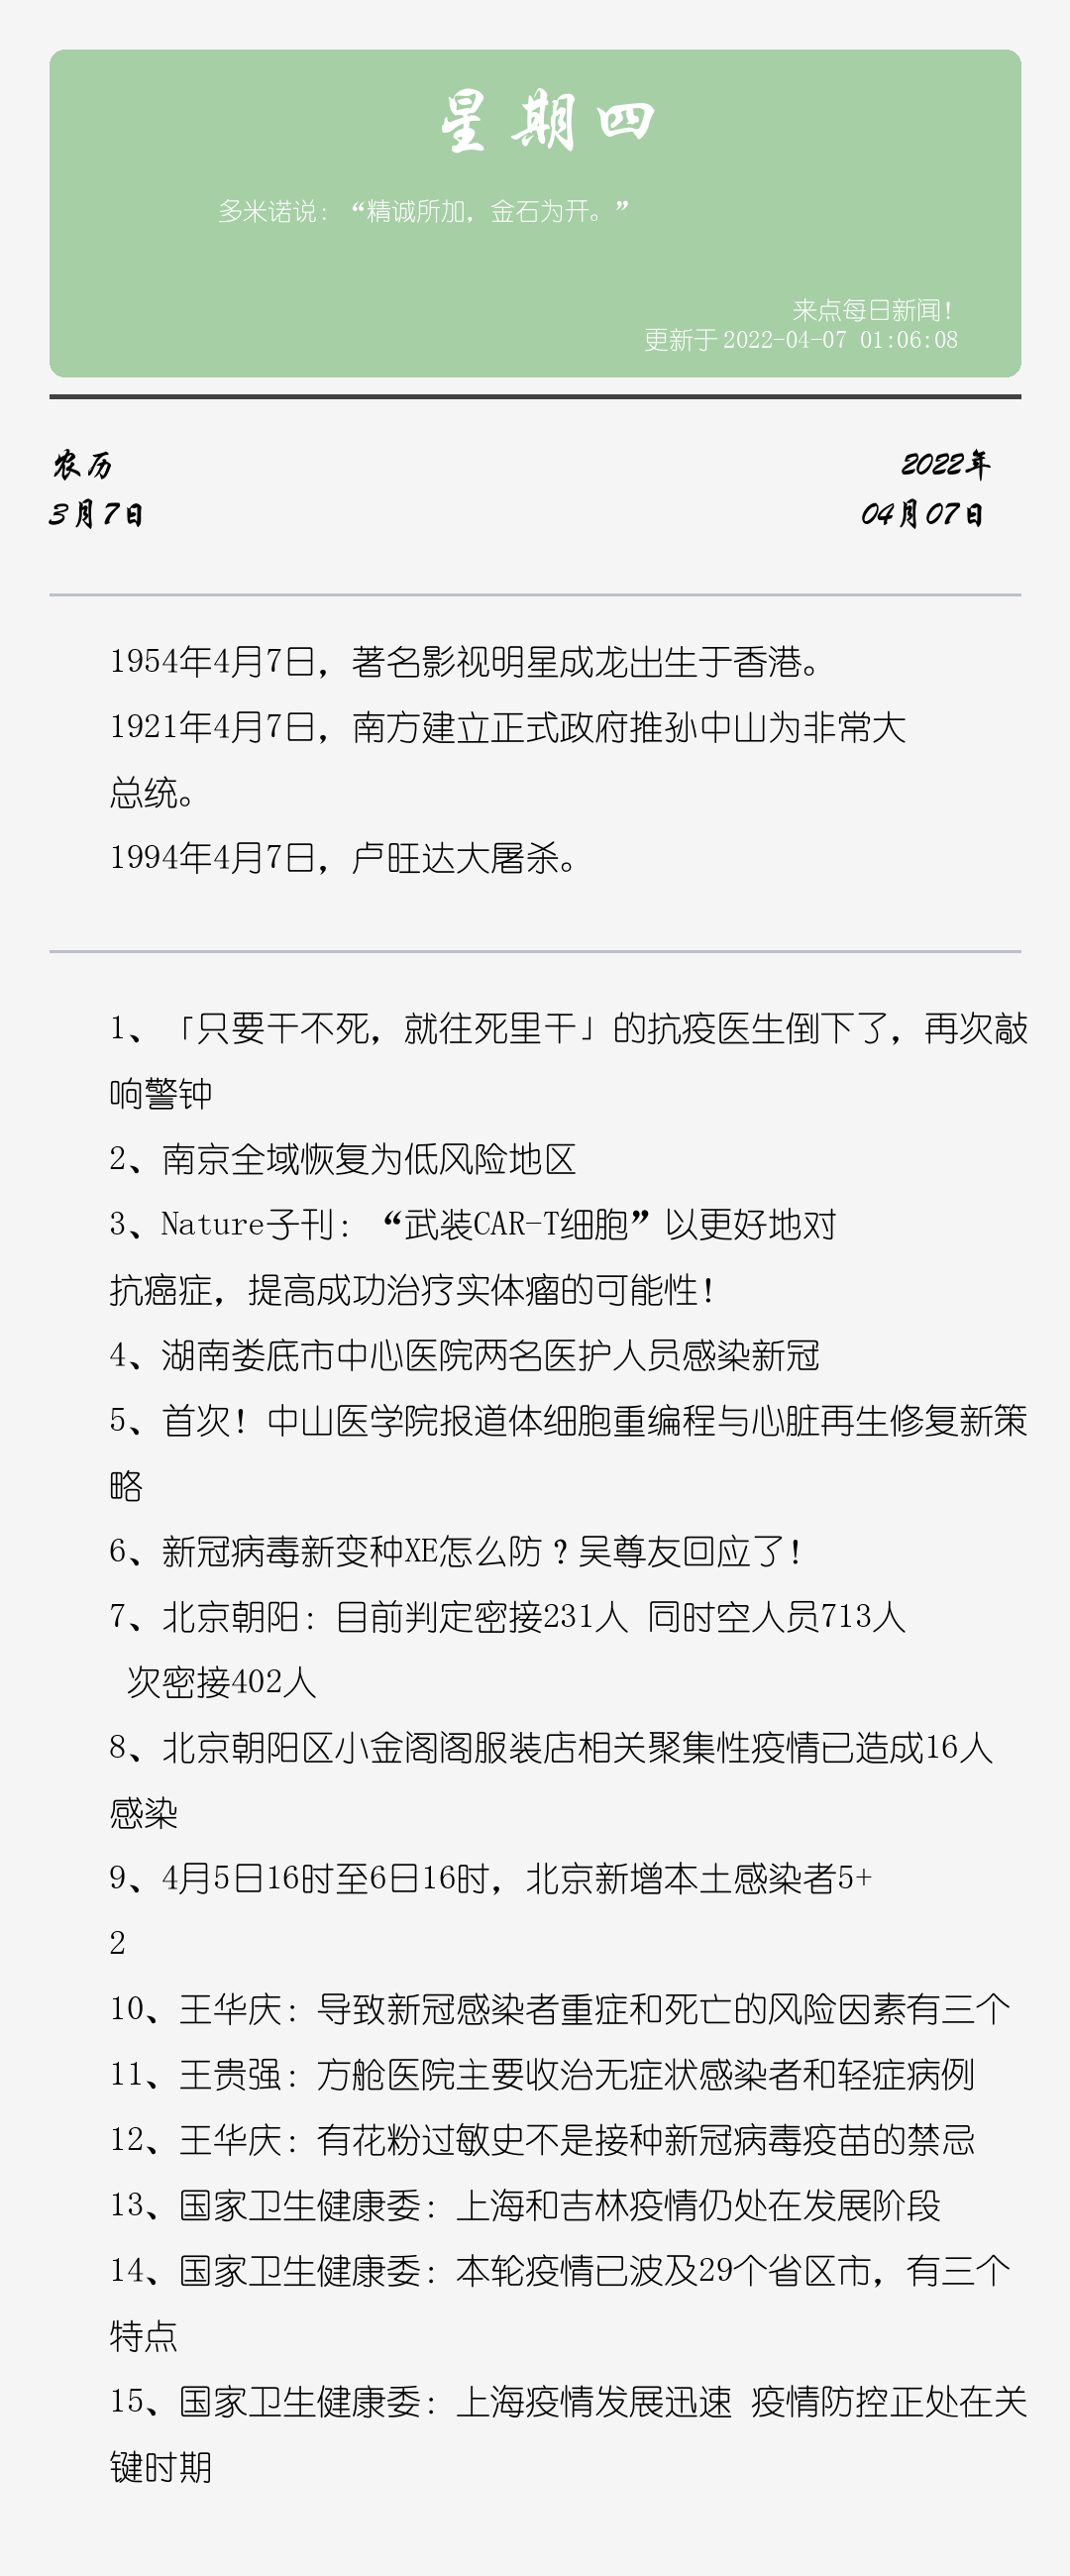 星期四
多米诺说：“精诚所加，金石为开。”
来点每日新闻！
更新于 2022-04-07 01:06:08
农历
2022年
3月7日
04月07日
1954年4月7日，著名影视明星成龙出生于香港。
1921年4月7日，南方建立正式政府推孙中山为非常大
总统。
1994年4月7日，卢旺达大屠杀。
1、「只要干不死，就往死里干」的抗疫医生倒下了，再次敲
响警钟
2、南京全域恢复为低风险地区
3、Nature子刊：“武装CAR-T细胞”以更好地对
抗癌症，提高成功治疗实体瘤的可能性！
4、湖南娄底市中心医院两名医护人员感染新冠
5、首次！中山医学院报道体细胞重编程与心脏再生修复新策
略
6、新冠病毒新变种XE怎么防？吴尊友回应了！
7、北京朝阳：目前判定密接231人 同时空人员713人
次密接402人
8、北京朝阳区小金阁阁服装店相关聚集性疫情已造成16人
感染
9、4月5日16时至6日16时，北京新增本土感染者5+
2
10、王华庆：导致新冠感染者重症和死亡的风险因素有三个
11、王贵强：方舱医院主要收治无症状感染者和轻症病例
12、王华庆：有花粉过敏史不是接种新冠病毒疫苗的禁忌
13、国家卫生健康委：上海和吉林疫情仍处在发展阶段
14、国家卫生健康委：本轮疫情已波及29个省区市，有三个
特点
15、国家卫生健康委：上海疫情发展迅速 疫情防控正处在关
键时期